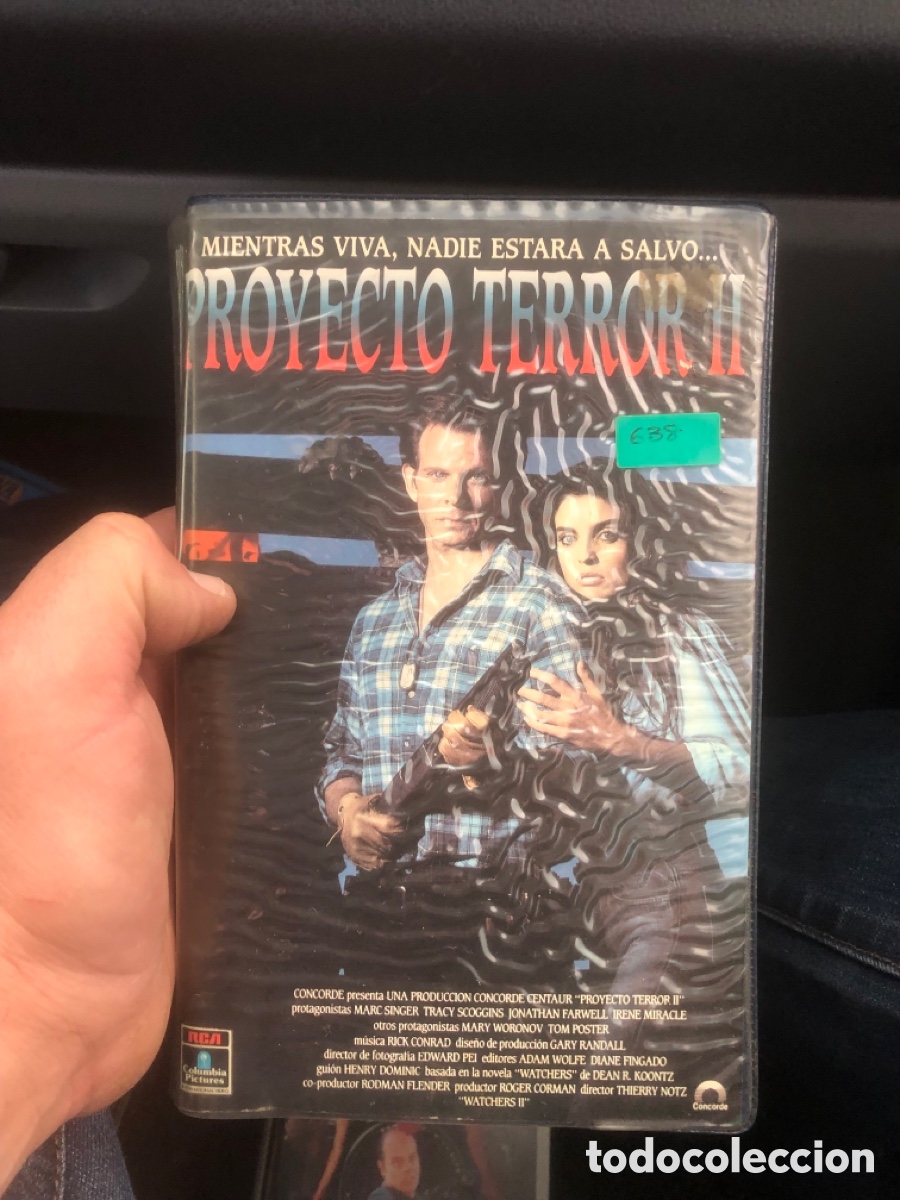 MIENTRAS VIVA, NADIE ESTARA A SALVO...
PROYECTO TERROR II
638.
CONCORDE presenta UNA PRODUCCION CONCORDE CENTAUR "PROYECTO TERROR II"
protagonistas MARC SINGER TRACY SCOGGINS JONATHAN FARWELL IRENE MIRACLE
otros protagonistas MARY WORONOV TOM POSTER
música RICK CONRAD diseño de producción GARY RANDALL
director de fotografía EDWARD PEI editores ADAM WOLFE DIANE FINGADO
guión HENRY DOMINIC basada en la novela "WATCHERS" de DEAN R. KOONTZ
co-productor RODMAN FLENDER productor ROGER CORMAN director THIERRY NOTZ
"WATCHERS II"
RCA
Columbia
Pictures
Concorde
todocoleccion